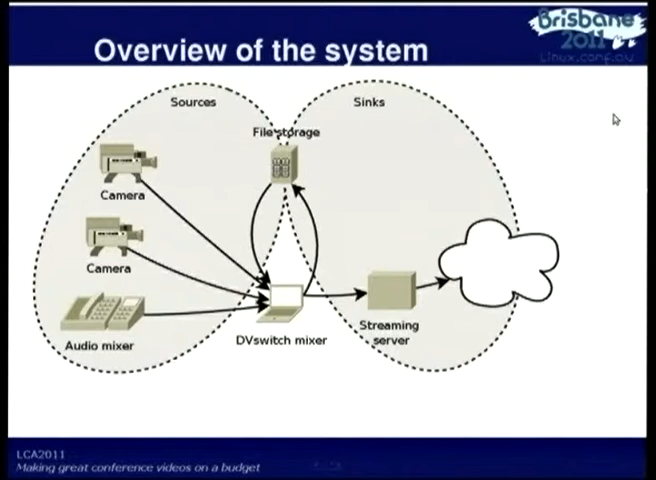 Brisbane
2011
Linux.conf.au
Overview of the system
Sources
Sinks
File storage
Camera
Camera
Audio mixer
DVswitch mixer
Streaming
server
LCA2011
Making great conference videos on a budget